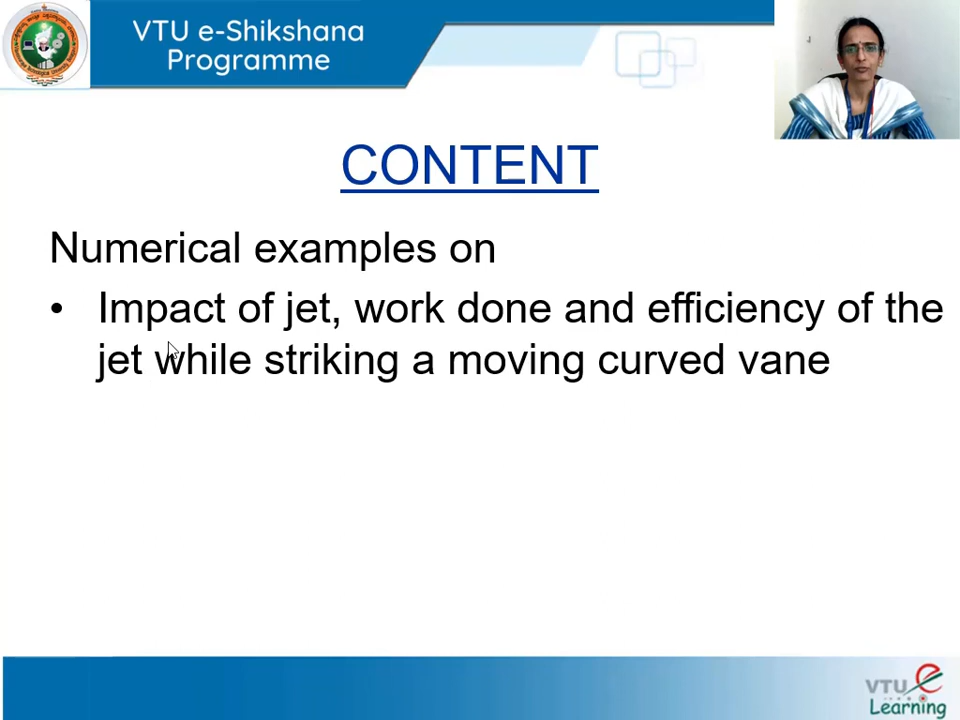 VTU e-Shikshana
Programme
CONTENT
Numerical examples on
• Impact of jet, work done and efficiency of the
jet while striking a moving curved vane
VTU e
Learning